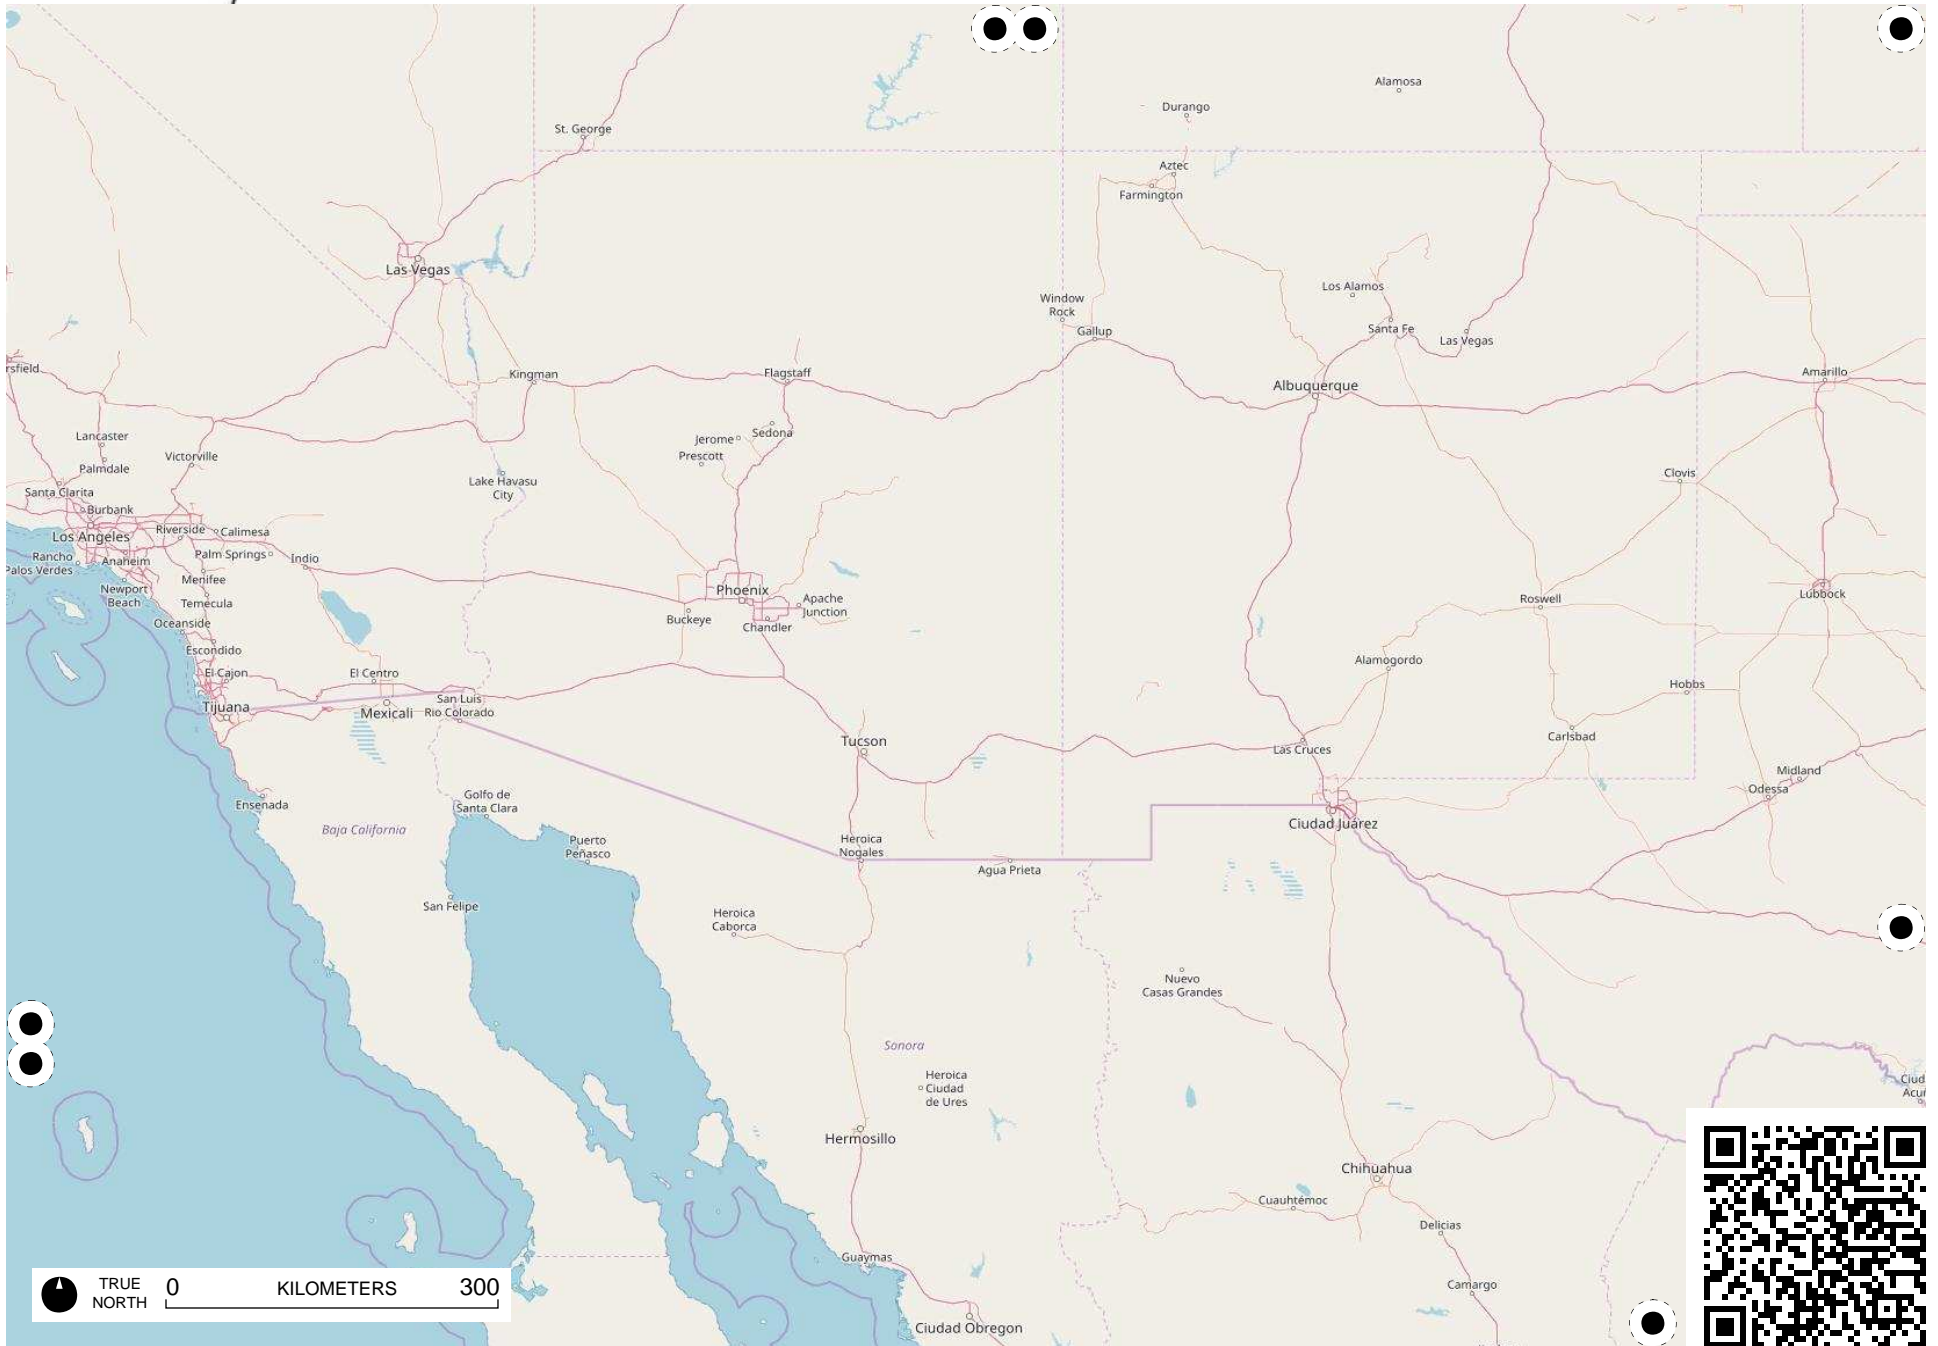 Alamosa
Durango
St. George
Aztec
Farmington
Las Vegas
Los Alamos
Window
Rock
Gallup
Santa Fe
Las Vegas
rsfield
Kingman
Flagstaff
Albuquerque
Amarillo
Lancaster
Palmdale
Victorville
Jerome
Sedona
Prescott
Clovis
Lake Havasu
City
Santa Clarita
Burbank
Los Angeles
Riverside
Calimesa
Rancho
Palos Verdes
Anaheim
Palm Springs
Indio
Menifee
Newport
Beach
Temecula
Phoenix
Apache
Junction
Buckeye
Chandler
Roswell
Lubbock
Oceanside
Escondido
El Cajon
El Centro
Alamogordo
Hobbs
Tijuana
Mexicali
San Luis
Rio Colorado
Tucson
Las Cruces
Carlsbad
Midland
Odessa
Ensenada
Golfo de
Santa Clara
Baja California
Puerto
Peñasco
Heroica
Nogales
Agua Prieta
Ciudad Juárez
San Felipe
Heroica
Caborca
Nuevo
Casas Grandes
Sonora
Heroica
Ciudad
de Ures
Ciud
Acuñ
Hermosillo
Chihuahua
Cuauhtémoc
Delicias
Guaymas
Camargo
Ciudad Obregon
TRUE
NORTH
0 KILOMETERS 300